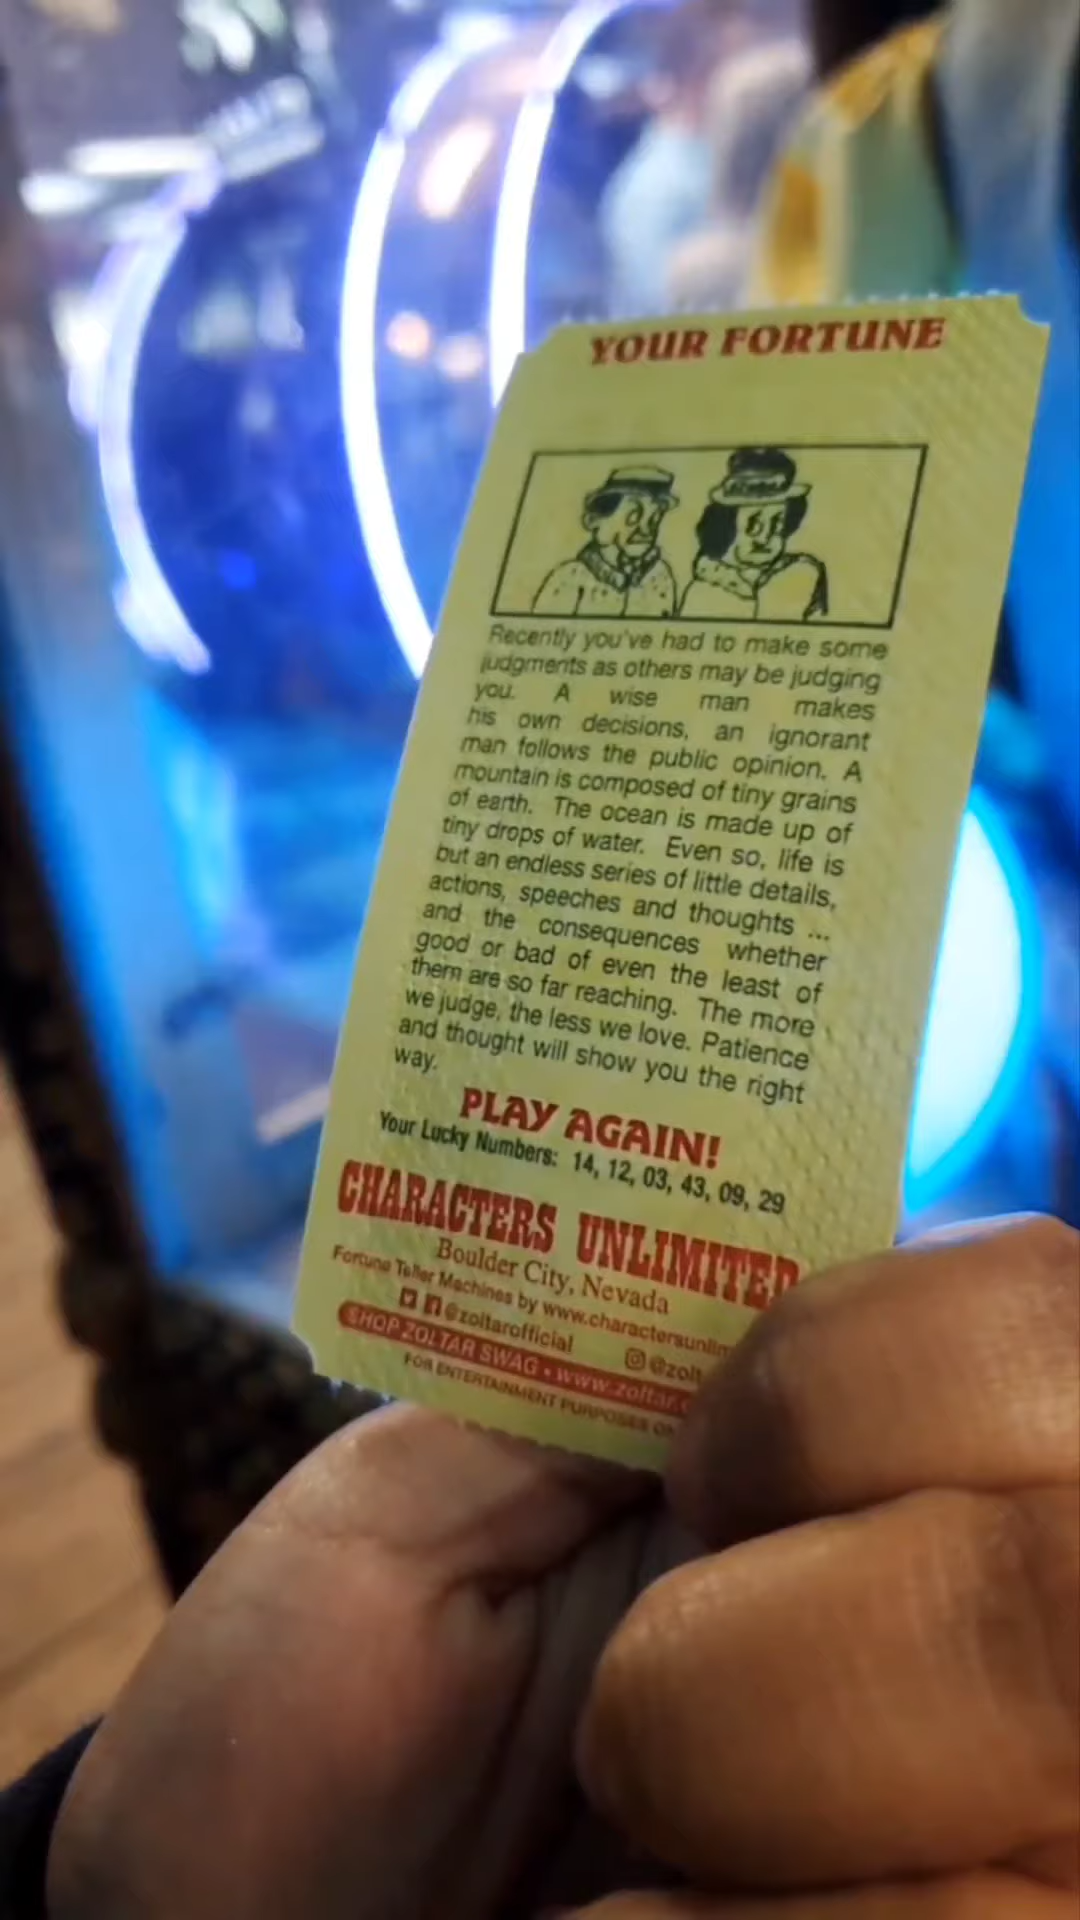 YOUR FORTUNE
Recently you've had to make some
judgments as others may be judging
you. A wise man makes
his own decisions, an ignorant
man follows the public opinion. A
mountain is composed of tiny grains
of earth. The ocean is made up of
tiny drops of water. Even so, life is
but an endless series of little details,
actions, speeches and thoughts ...
and the consequences whether
good or bad of even the least of
them are so far reaching. The more
we judge, the less we love. Patience
and thought will show you the right
way.
PLAY AGAIN!
Your Lucky Numbers: 14, 12, 03, 43, 09, 29
CHARACTERS UNLIMITED
Boulder City, Nevada
Fortune Teller Machines by www.charactersunlim
@zoltarofficial @zolt
SHOP ZOLTAR SWAG • www.zoltar.
FOR ENTERTAINMENT PURPOSES